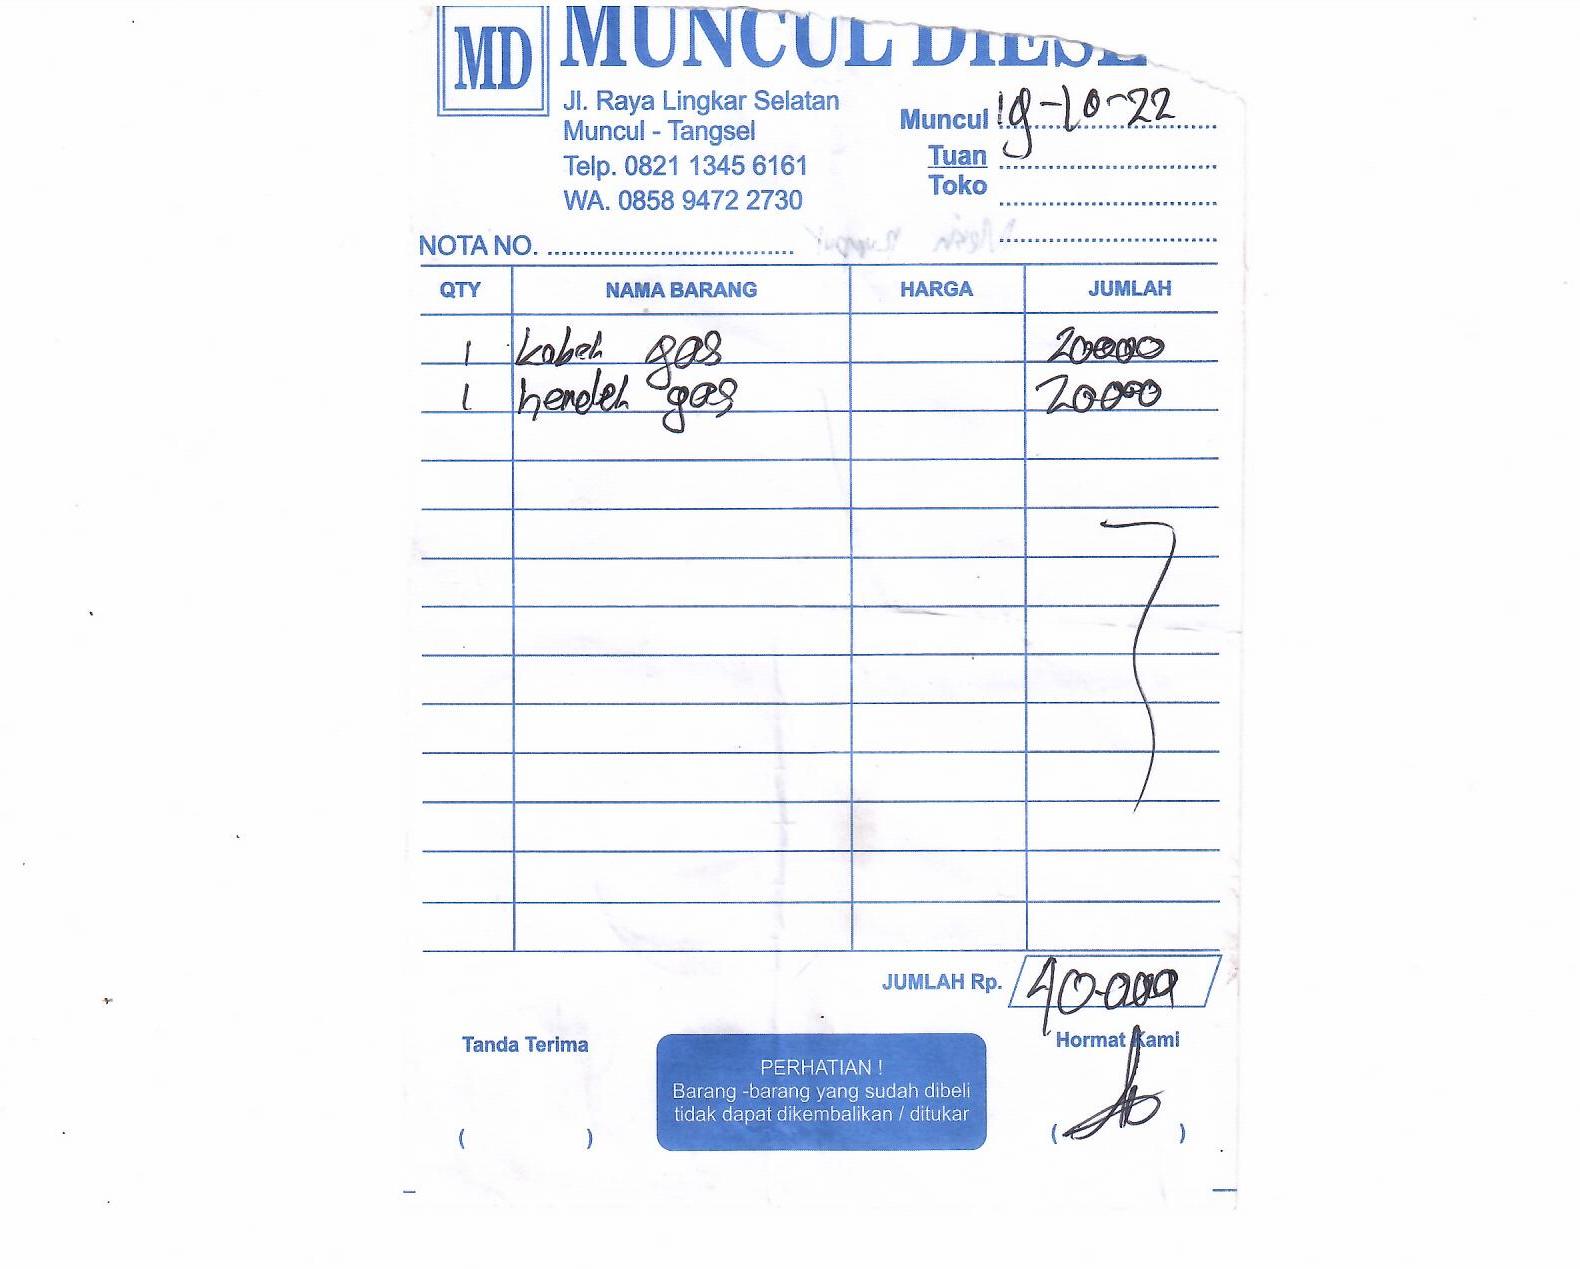 MD
MUNCUL DIESEL
Jl. Raya Lingkar Selatan
Muncul - Tangsel
Telp. 0821 1345 6161
WA. 0858 9472 2730
Muncul 19-10-22
Tuan
Toko
NOTA NO.
QTY NAMA BARANG HARGA JUMLAH
1 kabel gas 20000
1 hendel gas 20000
JUMLAH Rp. 40.000
Tanda Terima
Hormat Kami
PERHATIAN !
Barang -barang yang sudah dibeli
tidak dapat dikembalikan / ditukar
( )
( )